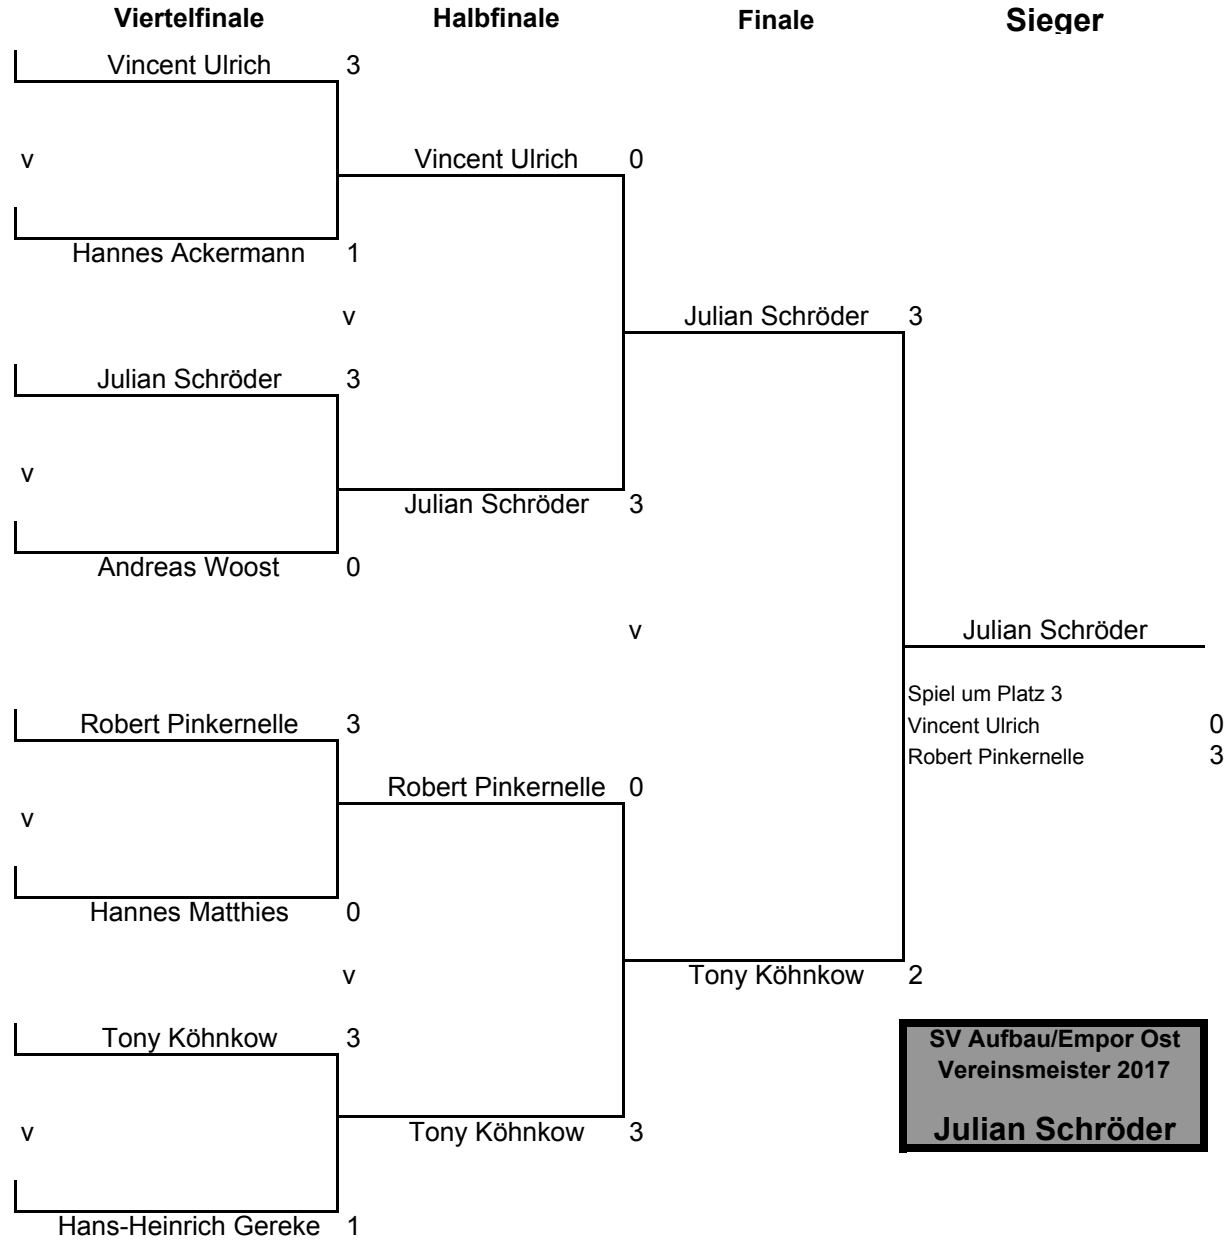 Viertelfinale Halbfinale Finale Sieger
Vincent Ulrich 3
v Vincent Ulrich 0
Hannes Ackermann 1
v Julian Schröder 3
Julian Schröder 3
v
Julian Schröder 3
Andreas Woost 0
v Julian Schröder
Spiel um Platz 3
Robert Pinkernelle 3 Vincent Ulrich 0
Robert Pinkernelle 3
Robert Pinkernelle 0
v
Hannes Matthies 0
v Tony Köhnkow 2
Tony Köhnkow 3 SV Aufbau/Empor Ost
Vereinsmeister 2017
v Tony Köhnkow 3 Julian Schröder
Hans-Heinrich Gereke 1